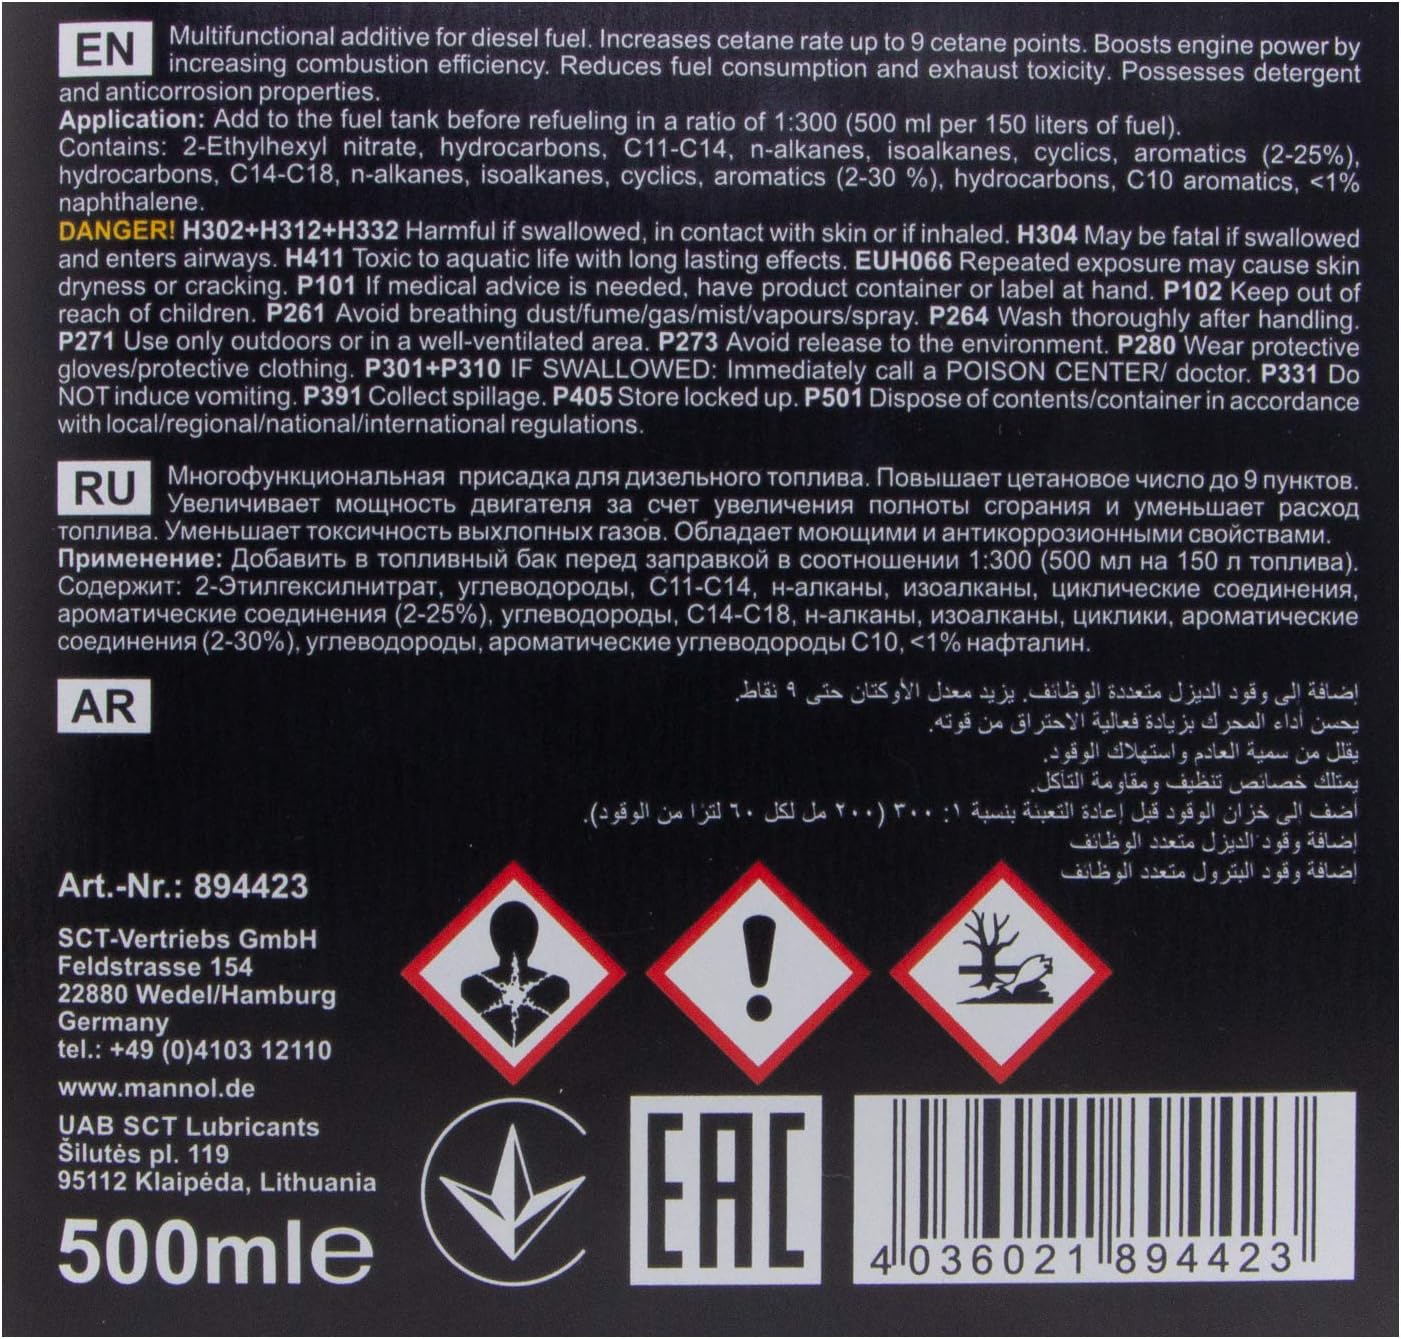 EN Multifunctional additive for diesel fuel. Increases cetane rate up to 9 cetane points. Boosts engine power by
increasing combustion efficiency. Reduces fuel consumption and exhaust toxicity. Possesses detergent
and anticorrosion properties.
Application: Add to the fuel tank before refueling in a ratio of 1:300 (500 ml per 150 liters of fuel).
Contains: 2-Ethylhexyl nitrate, hydrocarbons, C11-C14, n-alkanes, isoalkanes, cyclics, aromatics (2-25%),
hydrocarbons, C14-C18, n-alkanes, isoalkanes, cyclics, aromatics (2-30 %), hydrocarbons, C10 aromatics, <1%
naphthalene.
DANGER! H302+H312+H332 Harmful if swallowed, in contact with skin or if inhaled. H304 May be fatal if swallowed
and enters airways. H411 Toxic to aquatic life with long lasting effects. EUH066 Repeated exposure may cause skin
dryness or cracking. P101 If medical advice is needed, have product container or label at hand. P102 Keep out of
reach of children. P261 Avoid breathing dust/fume/gas/mist/vapours/spray. P264 Wash thoroughly after handling.
P271 Use only outdoors or in a well-ventilated area. P273 Avoid release to the environment. P280 Wear protective
gloves/protective clothing. P301+P310 IF SWALLOWED: Immediately call a POISON CENTER/ doctor. P331 Do
NOT induce vomiting. P391 Collect spillage. P405 Store locked up. P501 Dispose of contents/container in accordance
with local/regional/national/international regulations.
RU Многофункциональная присадка для дизельного топлива. Повышает цетановое число до 9 пунктов.
Увеличивает мощность двигателя за счет увеличения полноты сгорания и уменьшает расход
топлива. Уменьшает токсичность выхлопных газов. Обладает моющими и антикоррозионными свойствами.
Применение: Добавить в топливный бак перед заправкой в соотношении 1:300 (500 мл на 150 л топлива).
Содержит: 2-Этилгексилнитрат, углеводороды, C11-C14, н-алканы, изоалканы, циклические соединения,
ароматические соединения (2-25%), углеводороды, C14-C18, н-алканы, изоалканы, циклики, ароматические
соединения (2-30%), углеводороды, ароматические углеводороды C10, <1% нафталин.
AR
إضافة إلى وقود الديزل متعددة الوظائف. يزيد معدل الأوكتان حتى ٩ نقاط.
يحسن أداء المحرك بزيادة فعالية الاحتراق من قوته.
يقلل من سمية العادم واستهلاك الوقود.
يمتلك خصائص تنظيف ومقاومة التآكل.
أضف إلى خزان الوقود قبل إعادة التعبئة بنسبة ١: ٣٠٠ (٢٠٠ مل لكل ٦٠ لترًا من الوقود).
إضافة وقود الديزل متعدد الوظائف
إضافة وقود البترول متعدد الوظائف
Art.-Nr.: 894423
SCT-Vertriebs GmbH
Feldstrasse 154
22880 Wedel/Hamburg
Germany
tel.: +49 (0)4103 12110
www.mannol.de
UAB SCT Lubricants
Šilutės pl. 119
95112 Klaipėda, Lithuania
500ml℮
EAC
4 036021 894423